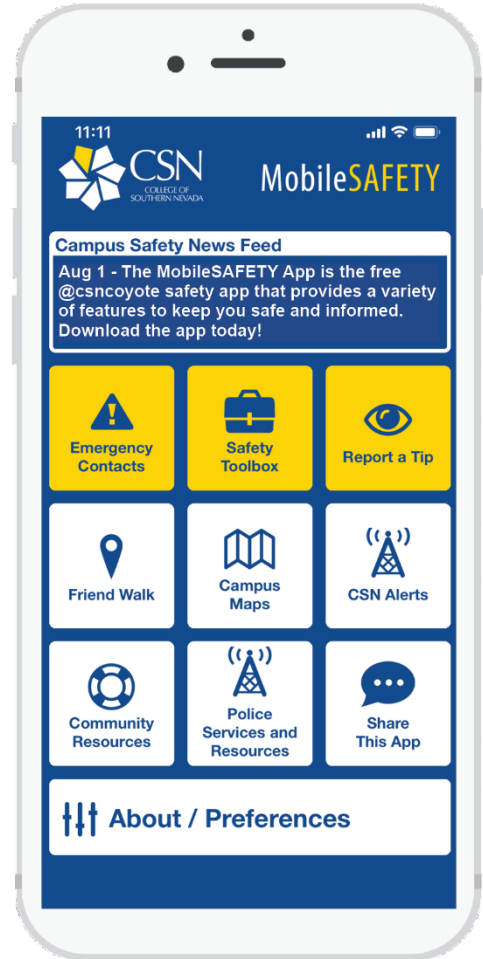 11:11
CSN
COLLEGE OF
SOUTHERN NEVADA
MobileSAFETY
Campus Safety News Feed
Aug 1 - The MobileSAFETY App is the free
@csncoyote safety app that provides a variety
of features to keep you safe and informed.
Download the app today!
Emergency
Contacts
Safety
Toolbox
Report a Tip
Friend Walk
Campus
Maps
CSN Alerts
Community
Resources
Police
Services and
Resources
Share
This App
About / Preferences